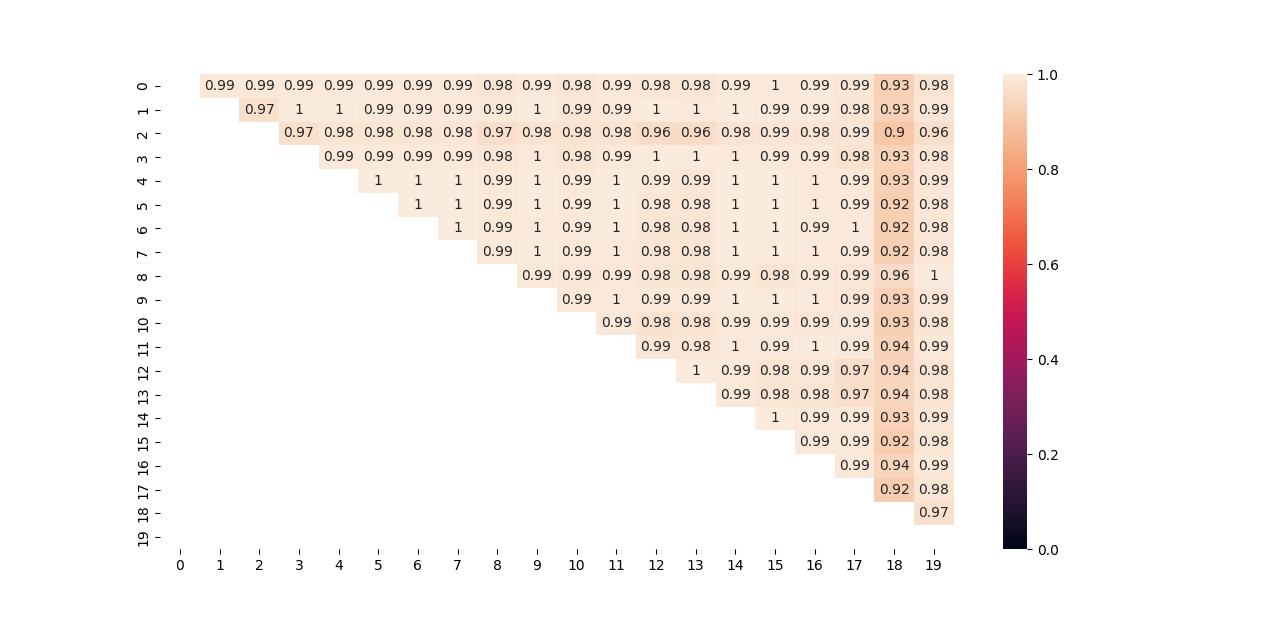 0 0.99 0.99 0.99 0.99 0.99 0.99 0.99 0.98 0.99 0.98 0.99 0.98 0.98 0.99 1 0.99 0.99 0.93 0.98 1.0
1 0.97 1 1 0.99 0.99 0.99 0.99 1 0.99 0.99 1 1 1 0.99 0.99 0.98 0.93 0.99
2 0.97 0.98 0.98 0.98 0.98 0.97 0.98 0.98 0.98 0.96 0.96 0.98 0.99 0.98 0.99 0.9 0.96
3 0.99 0.99 0.99 0.99 0.98 1 0.98 0.99 1 1 1 0.99 0.99 0.98 0.93 0.98
0.8
4 1 1 1 0.99 1 0.99 1 0.99 0.99 1 1 1 0.99 0.93 0.99
5 1 1 0.99 1 0.99 1 0.98 0.98 1 1 1 0.99 0.92 0.98
6 1 0.99 1 0.99 1 0.98 0.98 1 1 0.99 1 0.92 0.98
7 0.99 1 0.99 1 0.98 0.98 1 1 1 0.99 0.92 0.98
0.6
8 0.99 0.99 0.99 0.98 0.98 0.99 0.98 0.99 0.99 0.96 1
9 0.99 1 0.99 0.99 1 1 1 0.99 0.93 0.99
10 0.99 0.98 0.98 0.99 0.99 0.99 0.99 0.93 0.98
11 0.99 0.98 1 0.99 1 0.99 0.94 0.99
0.4
12 1 0.99 0.98 0.99 0.97 0.94 0.98
13 0.99 0.98 0.98 0.97 0.94 0.98
14 1 0.99 0.99 0.93 0.99
15 0.99 0.99 0.92 0.98
0.2
16 0.99 0.94 0.99
17 0.92 0.98
18 0.97
19
0.0
0 1 2 3 4 5 6 7 8 9 10 11 12 13 14 15 16 17 18 19